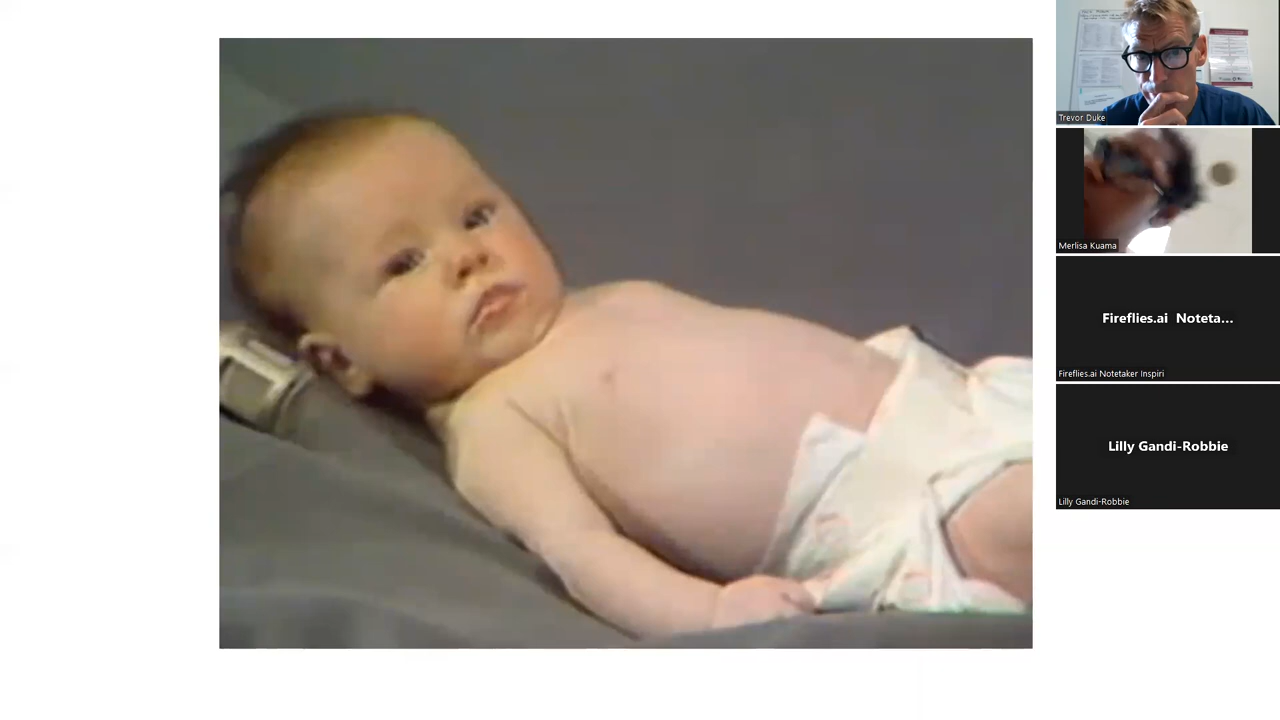 Trevor Duke
Merlisa Kuama
Fireflies.ai Noteta...
Fireflies.ai Notetaker Inspiri
Lilly Gandi-Robbie
Lilly Gandi-Robbie